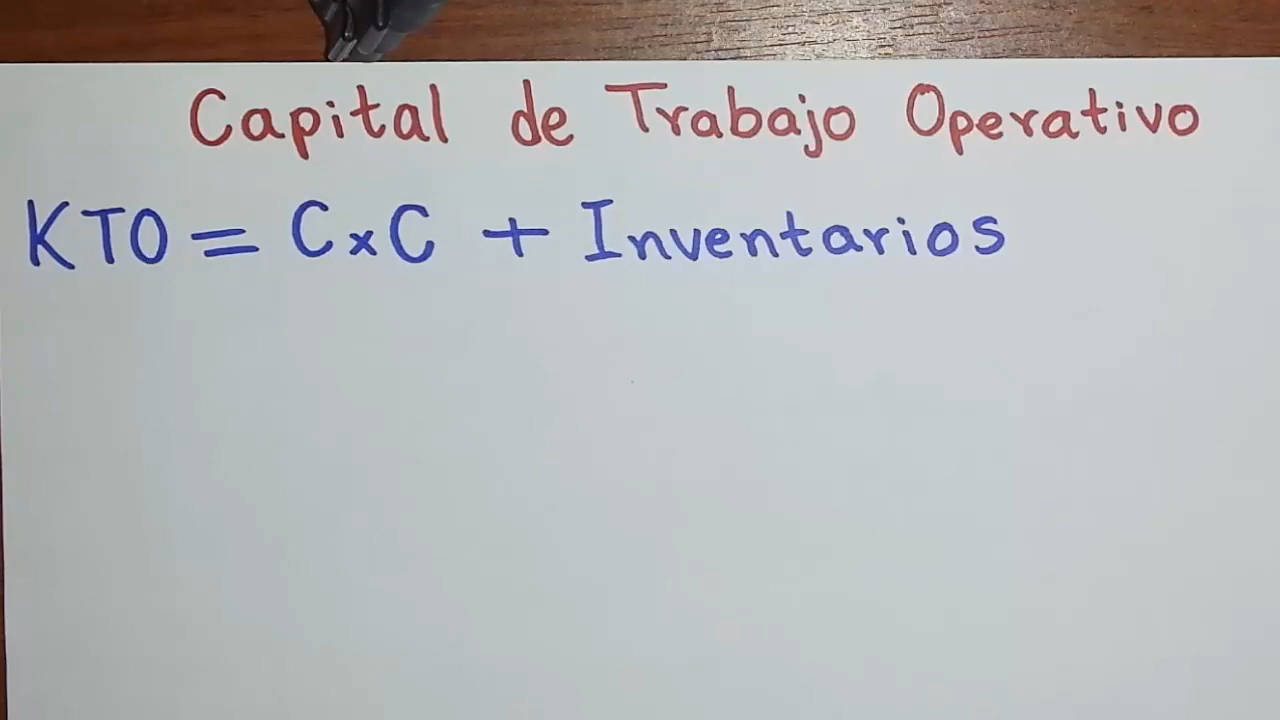 Capital de Trabajo Operativo
KTO = CxC + Inventarios